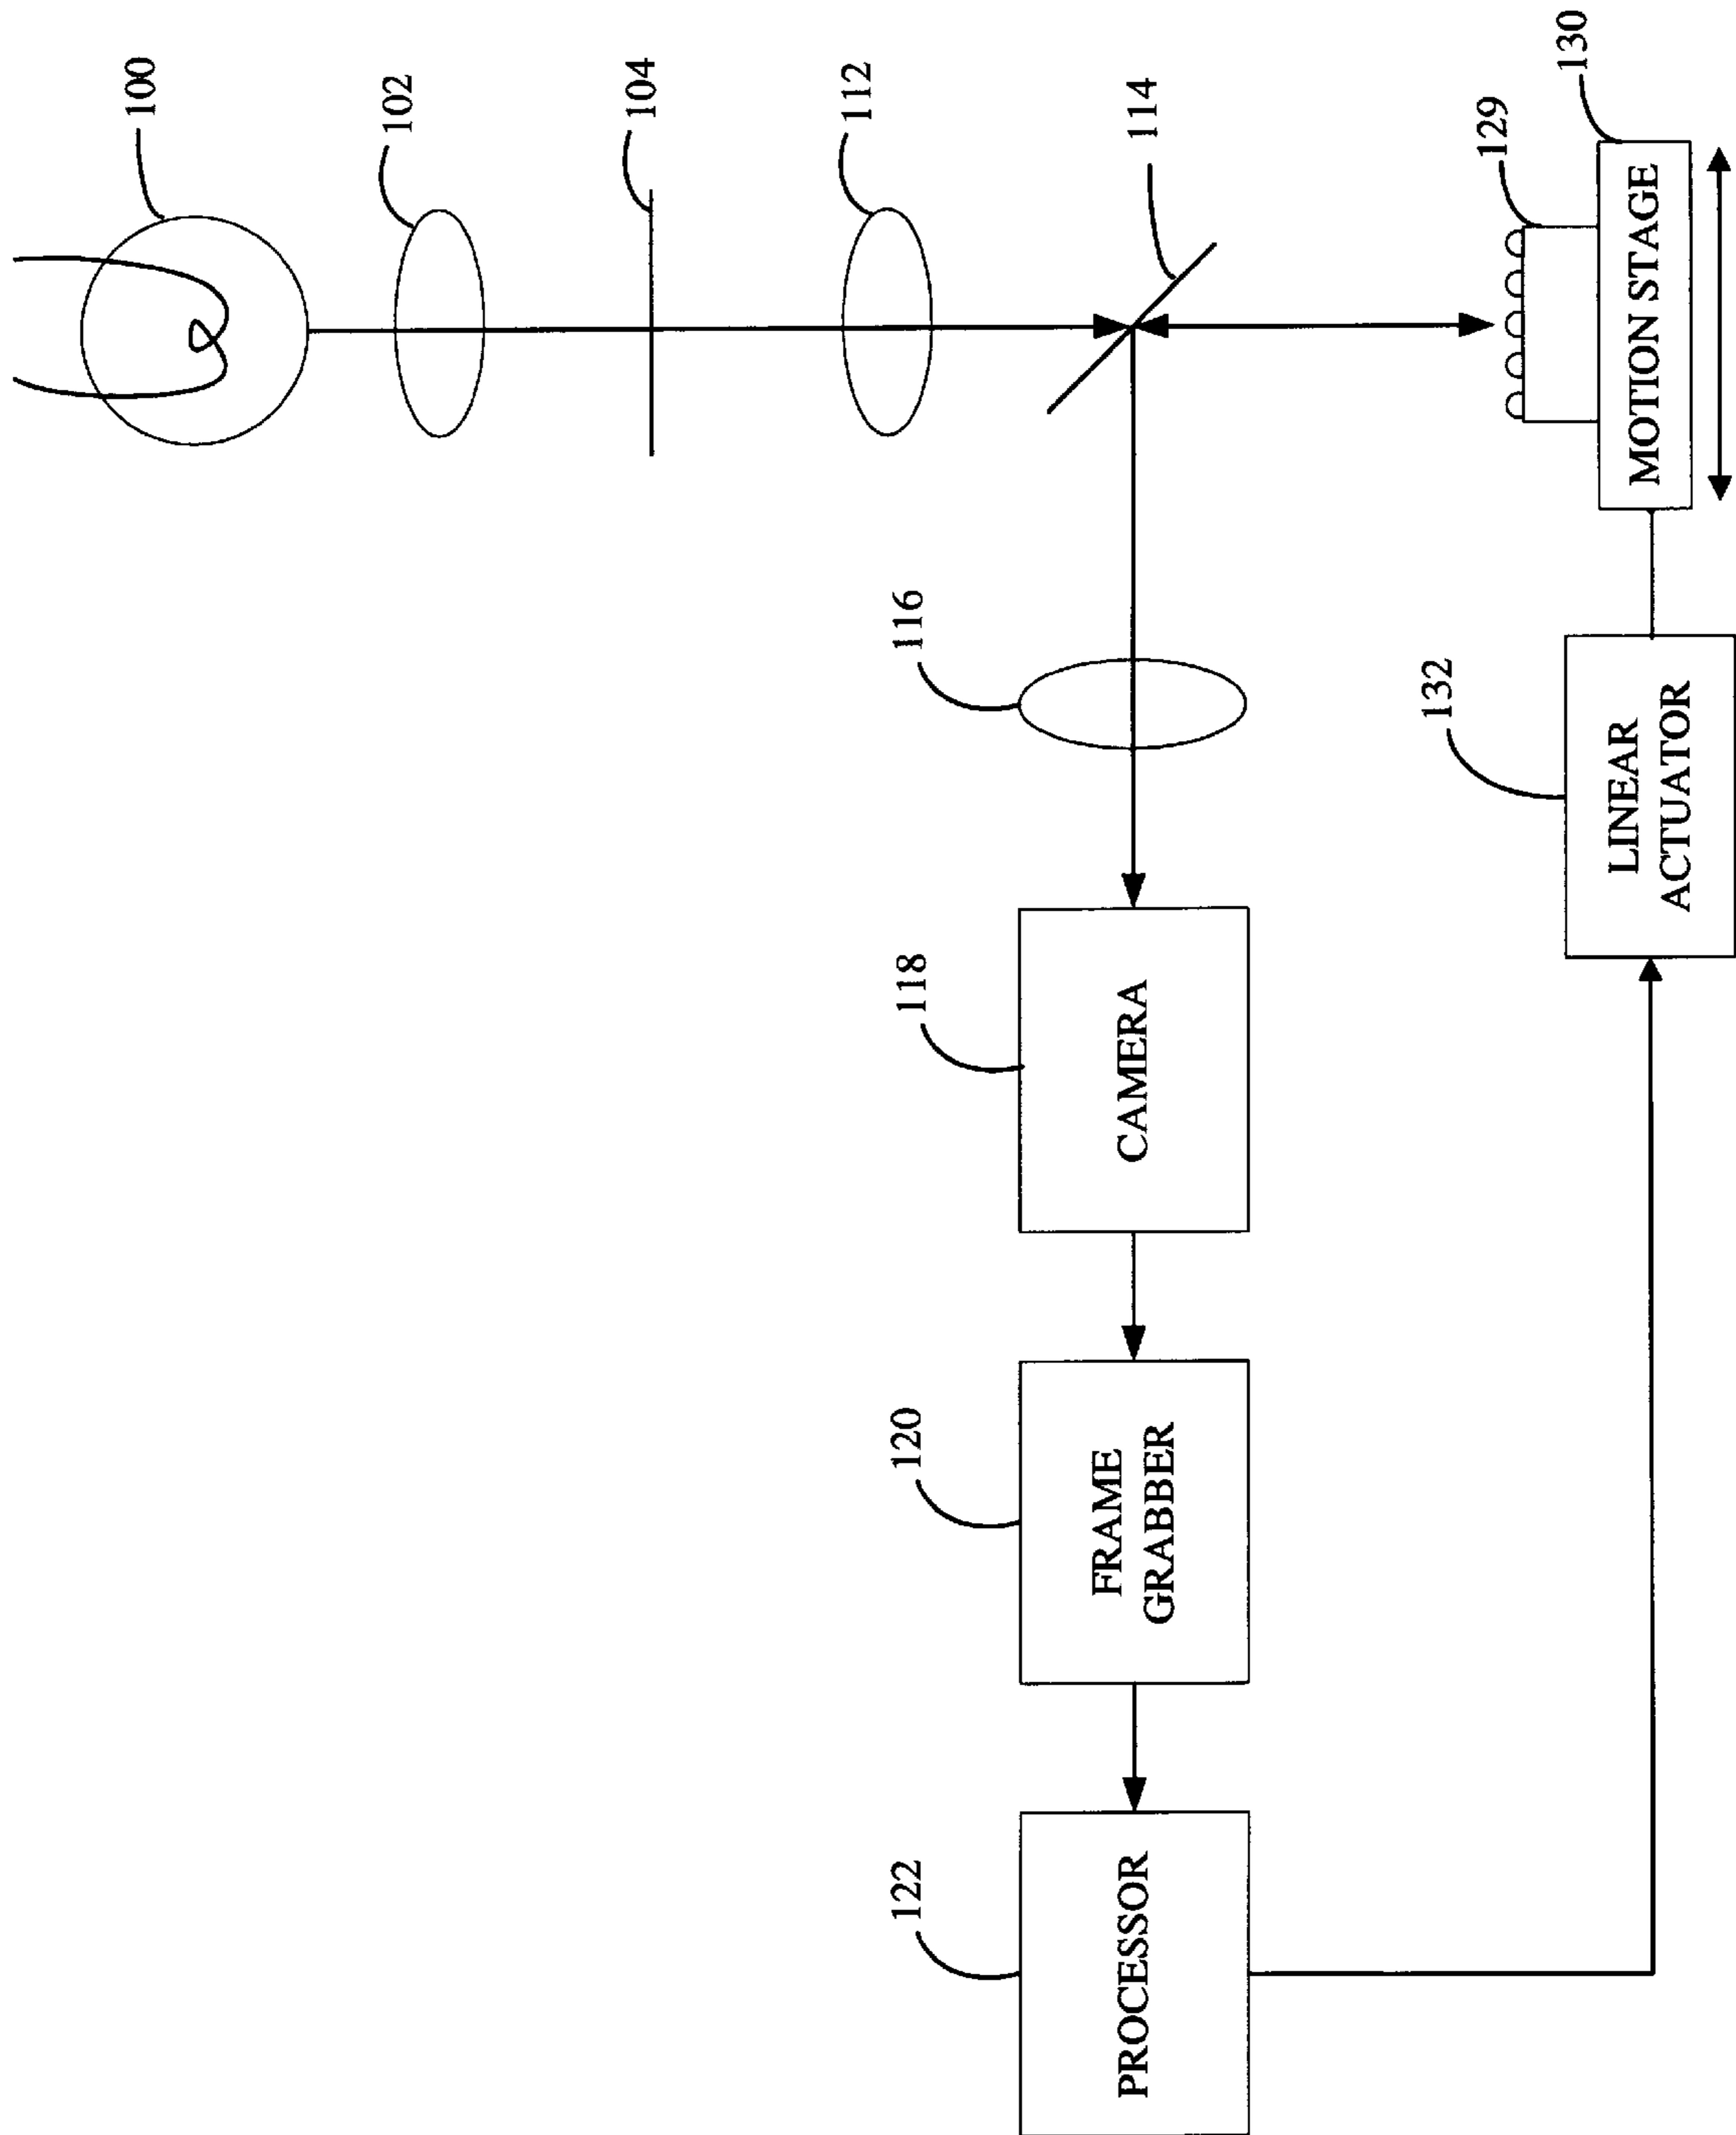 100
102
104
112
114
116
118
CAMERA
120
FRAME
GRABBER
122
PROCESSOR
129
130
MOTION STAGE
132
LINEAR
ACTUATOR